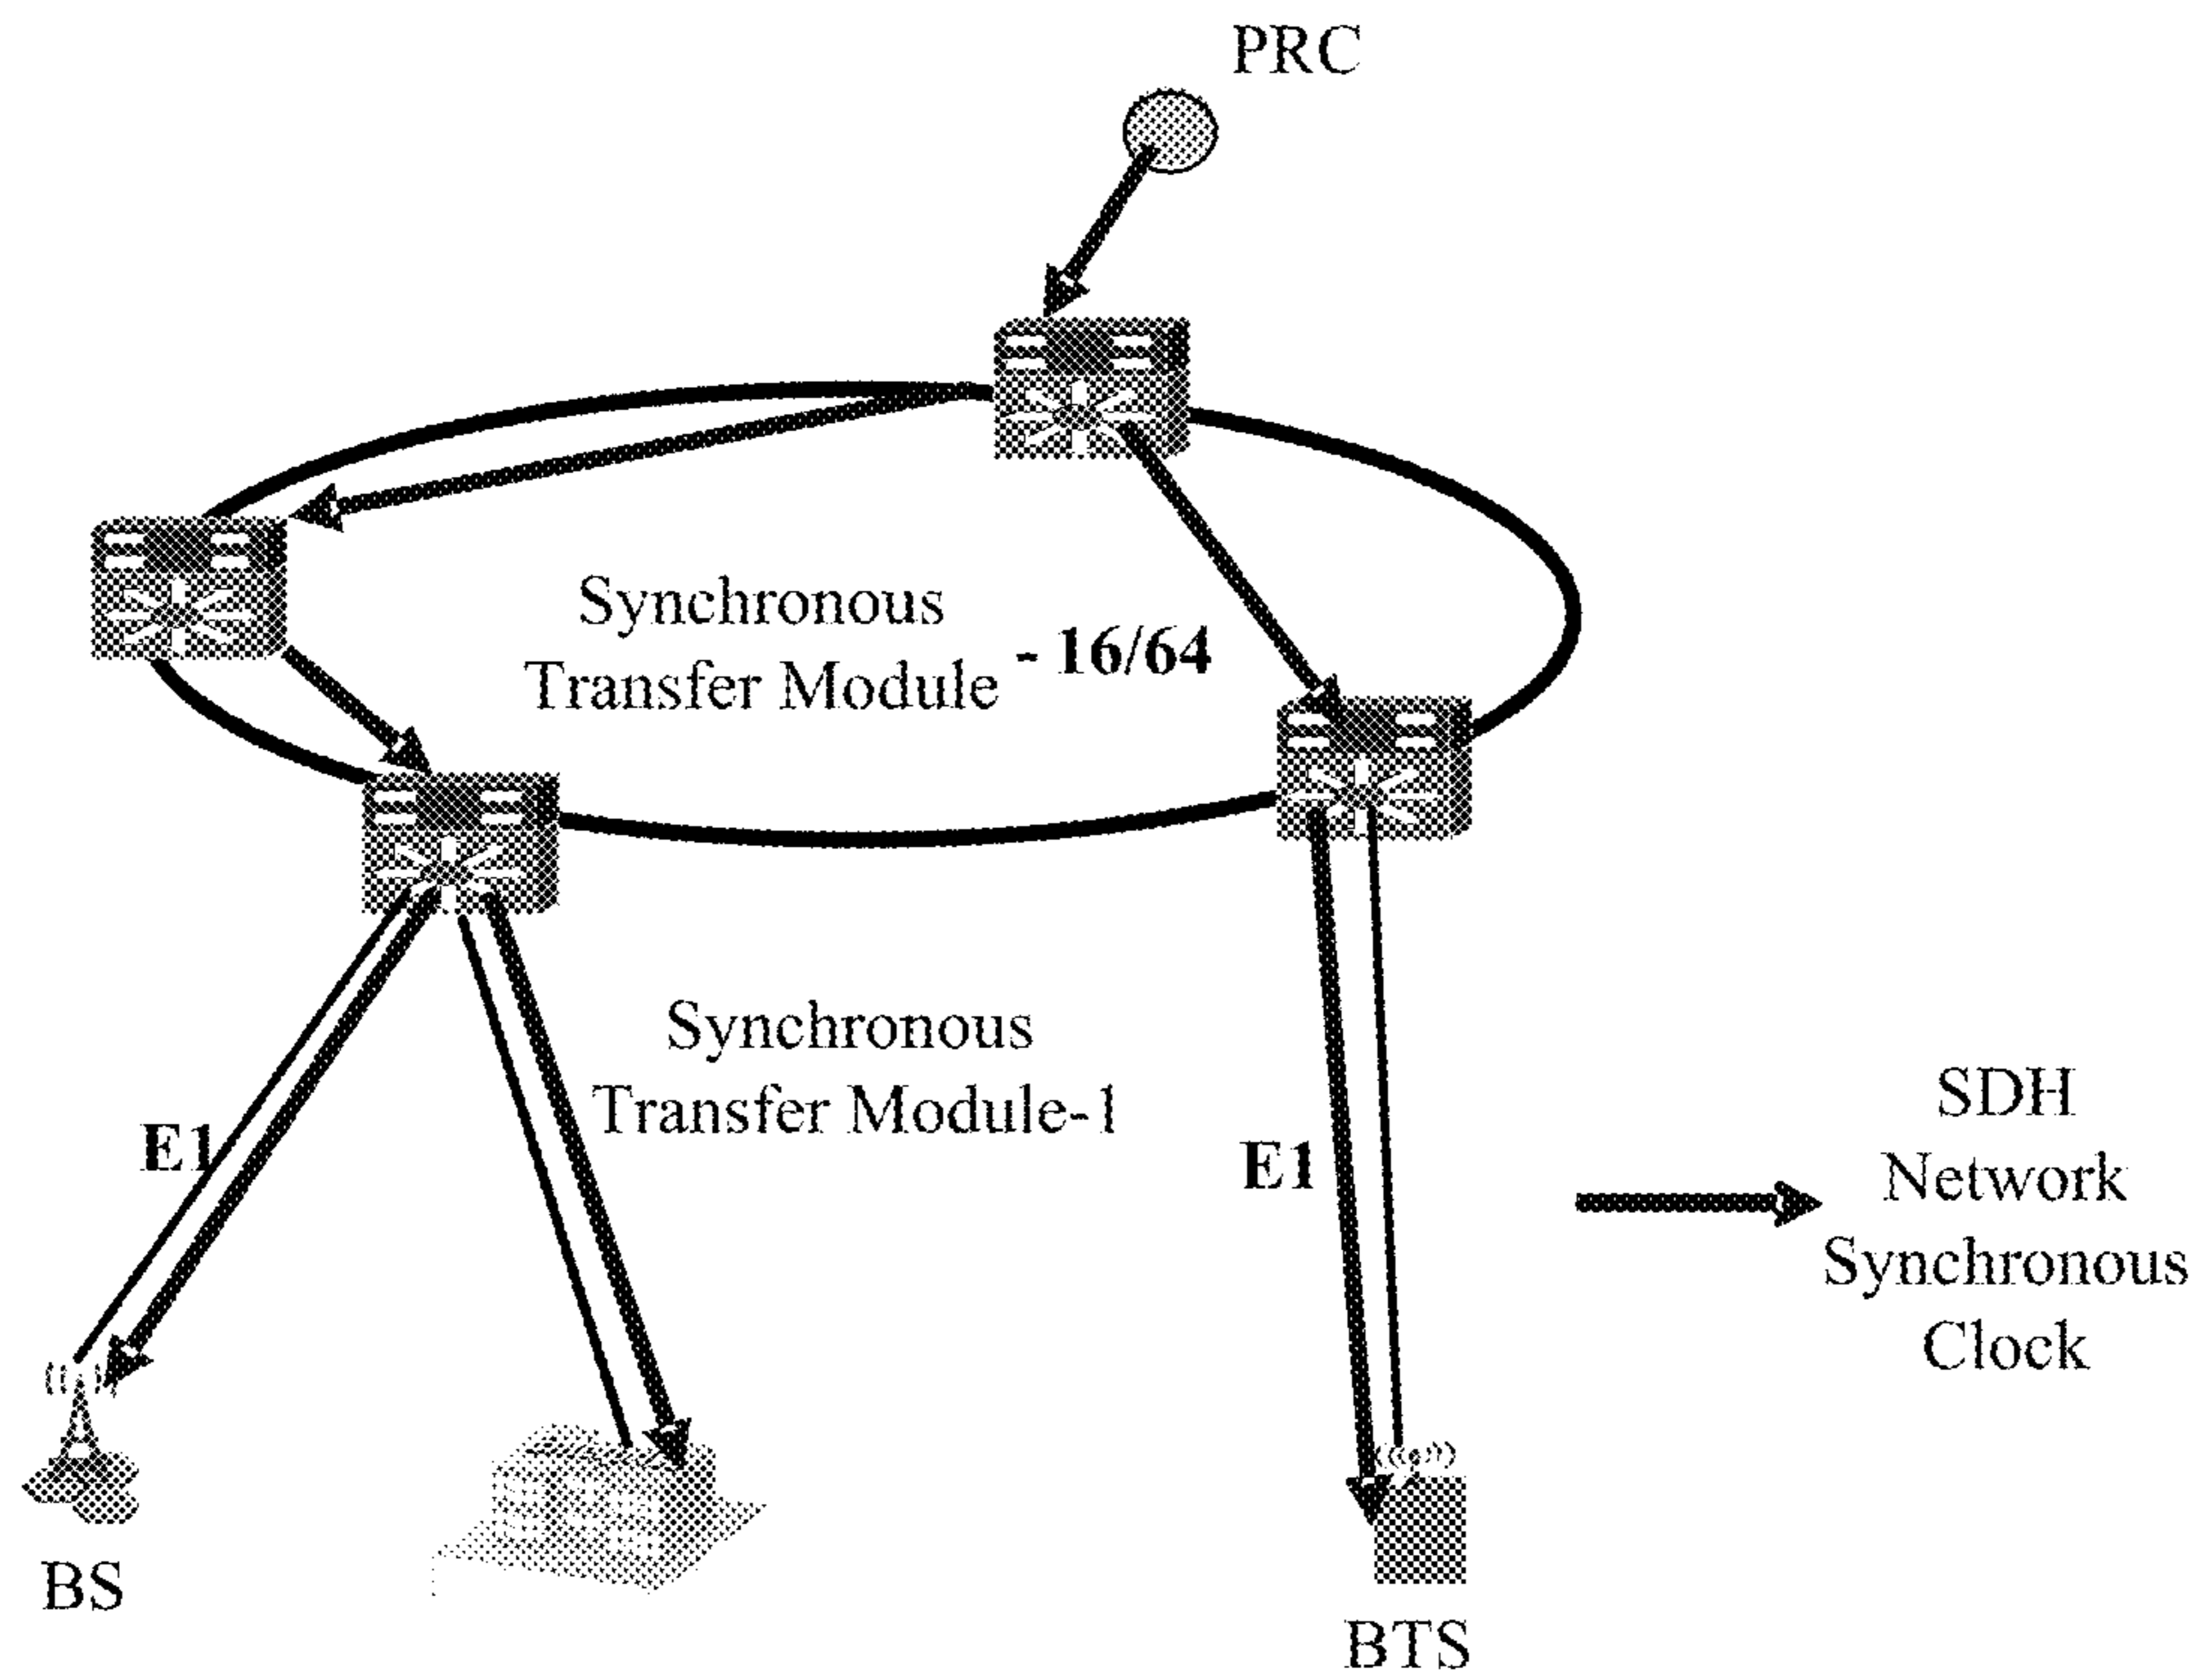 PRC
Synchronous
Transfer Module - 16/64
Synchronous
Transfer Module-1
E1
E1
SDH
Network
Synchronous
Clock
BS
BTS